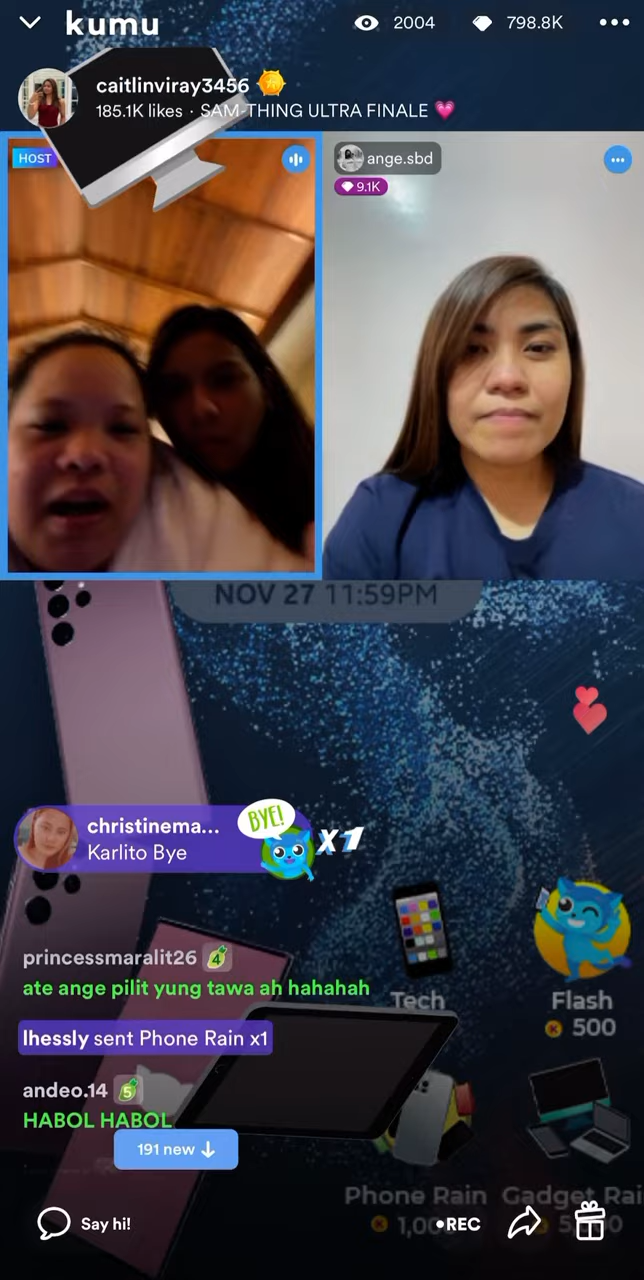 kumu
2004
798.8K
caitlinviray3456
185.1K likes · SAM-THING ULTRA FINALE
HOST
ange.sbd
9.1K
NOV 27 11:59PM
christinema...
BYE!
X1
Karlito Bye
princessmaralit26 4
ate ange pilit yung tawa ah hahahah
Tech
Flash
500
lhessly sent Phone Rain x1
andeo.14 5
HABOL HABOL
191 new
Phone Rain
Gadget Rai
Say hi!
REC